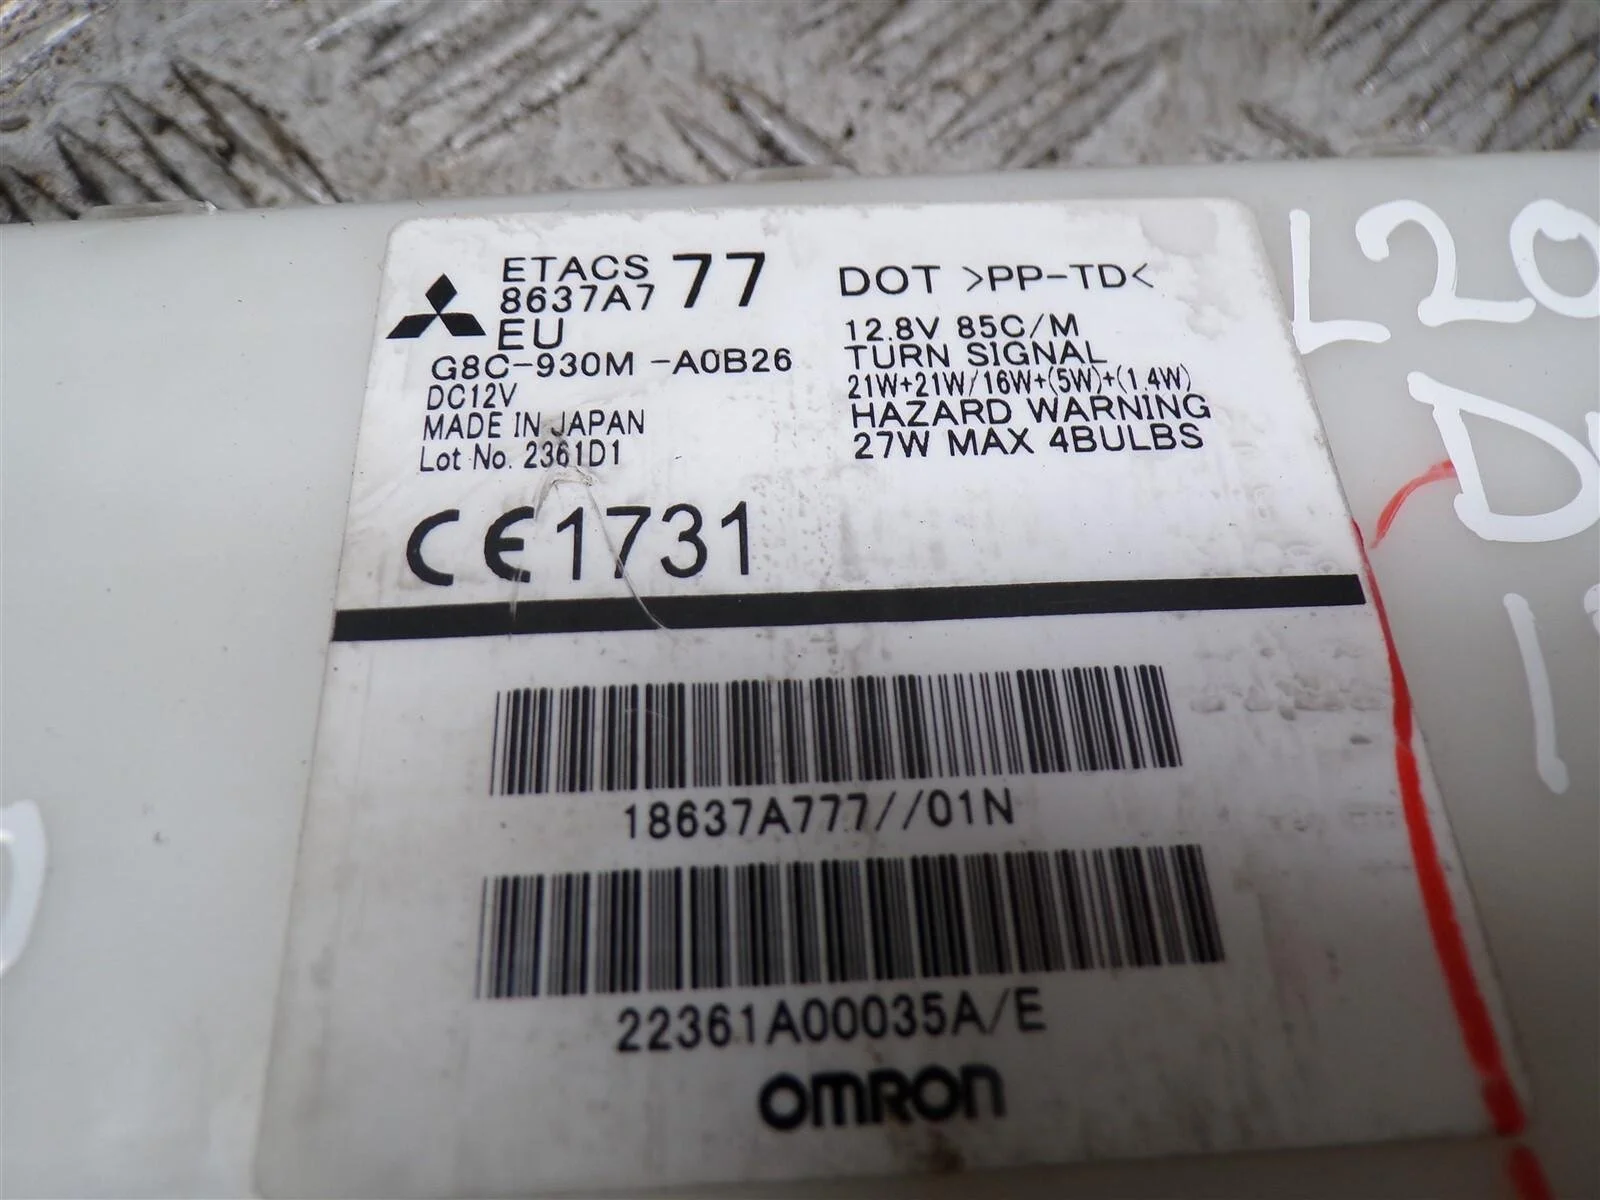 ETACS 77
8637A7
EU
G8C-930M -A0B26
DC12V
MADE IN JAPAN
Lot No. 2361D1
CE1731
DOT >PP-TD<
12.8V 85C/M
TURN SIGNAL
21W+21W/16W+(5W)+(1.4W)
HAZARD WARNING
27W MAX 4BULBS
18637A777//01N
22361A00035A/E
OMRON
L20